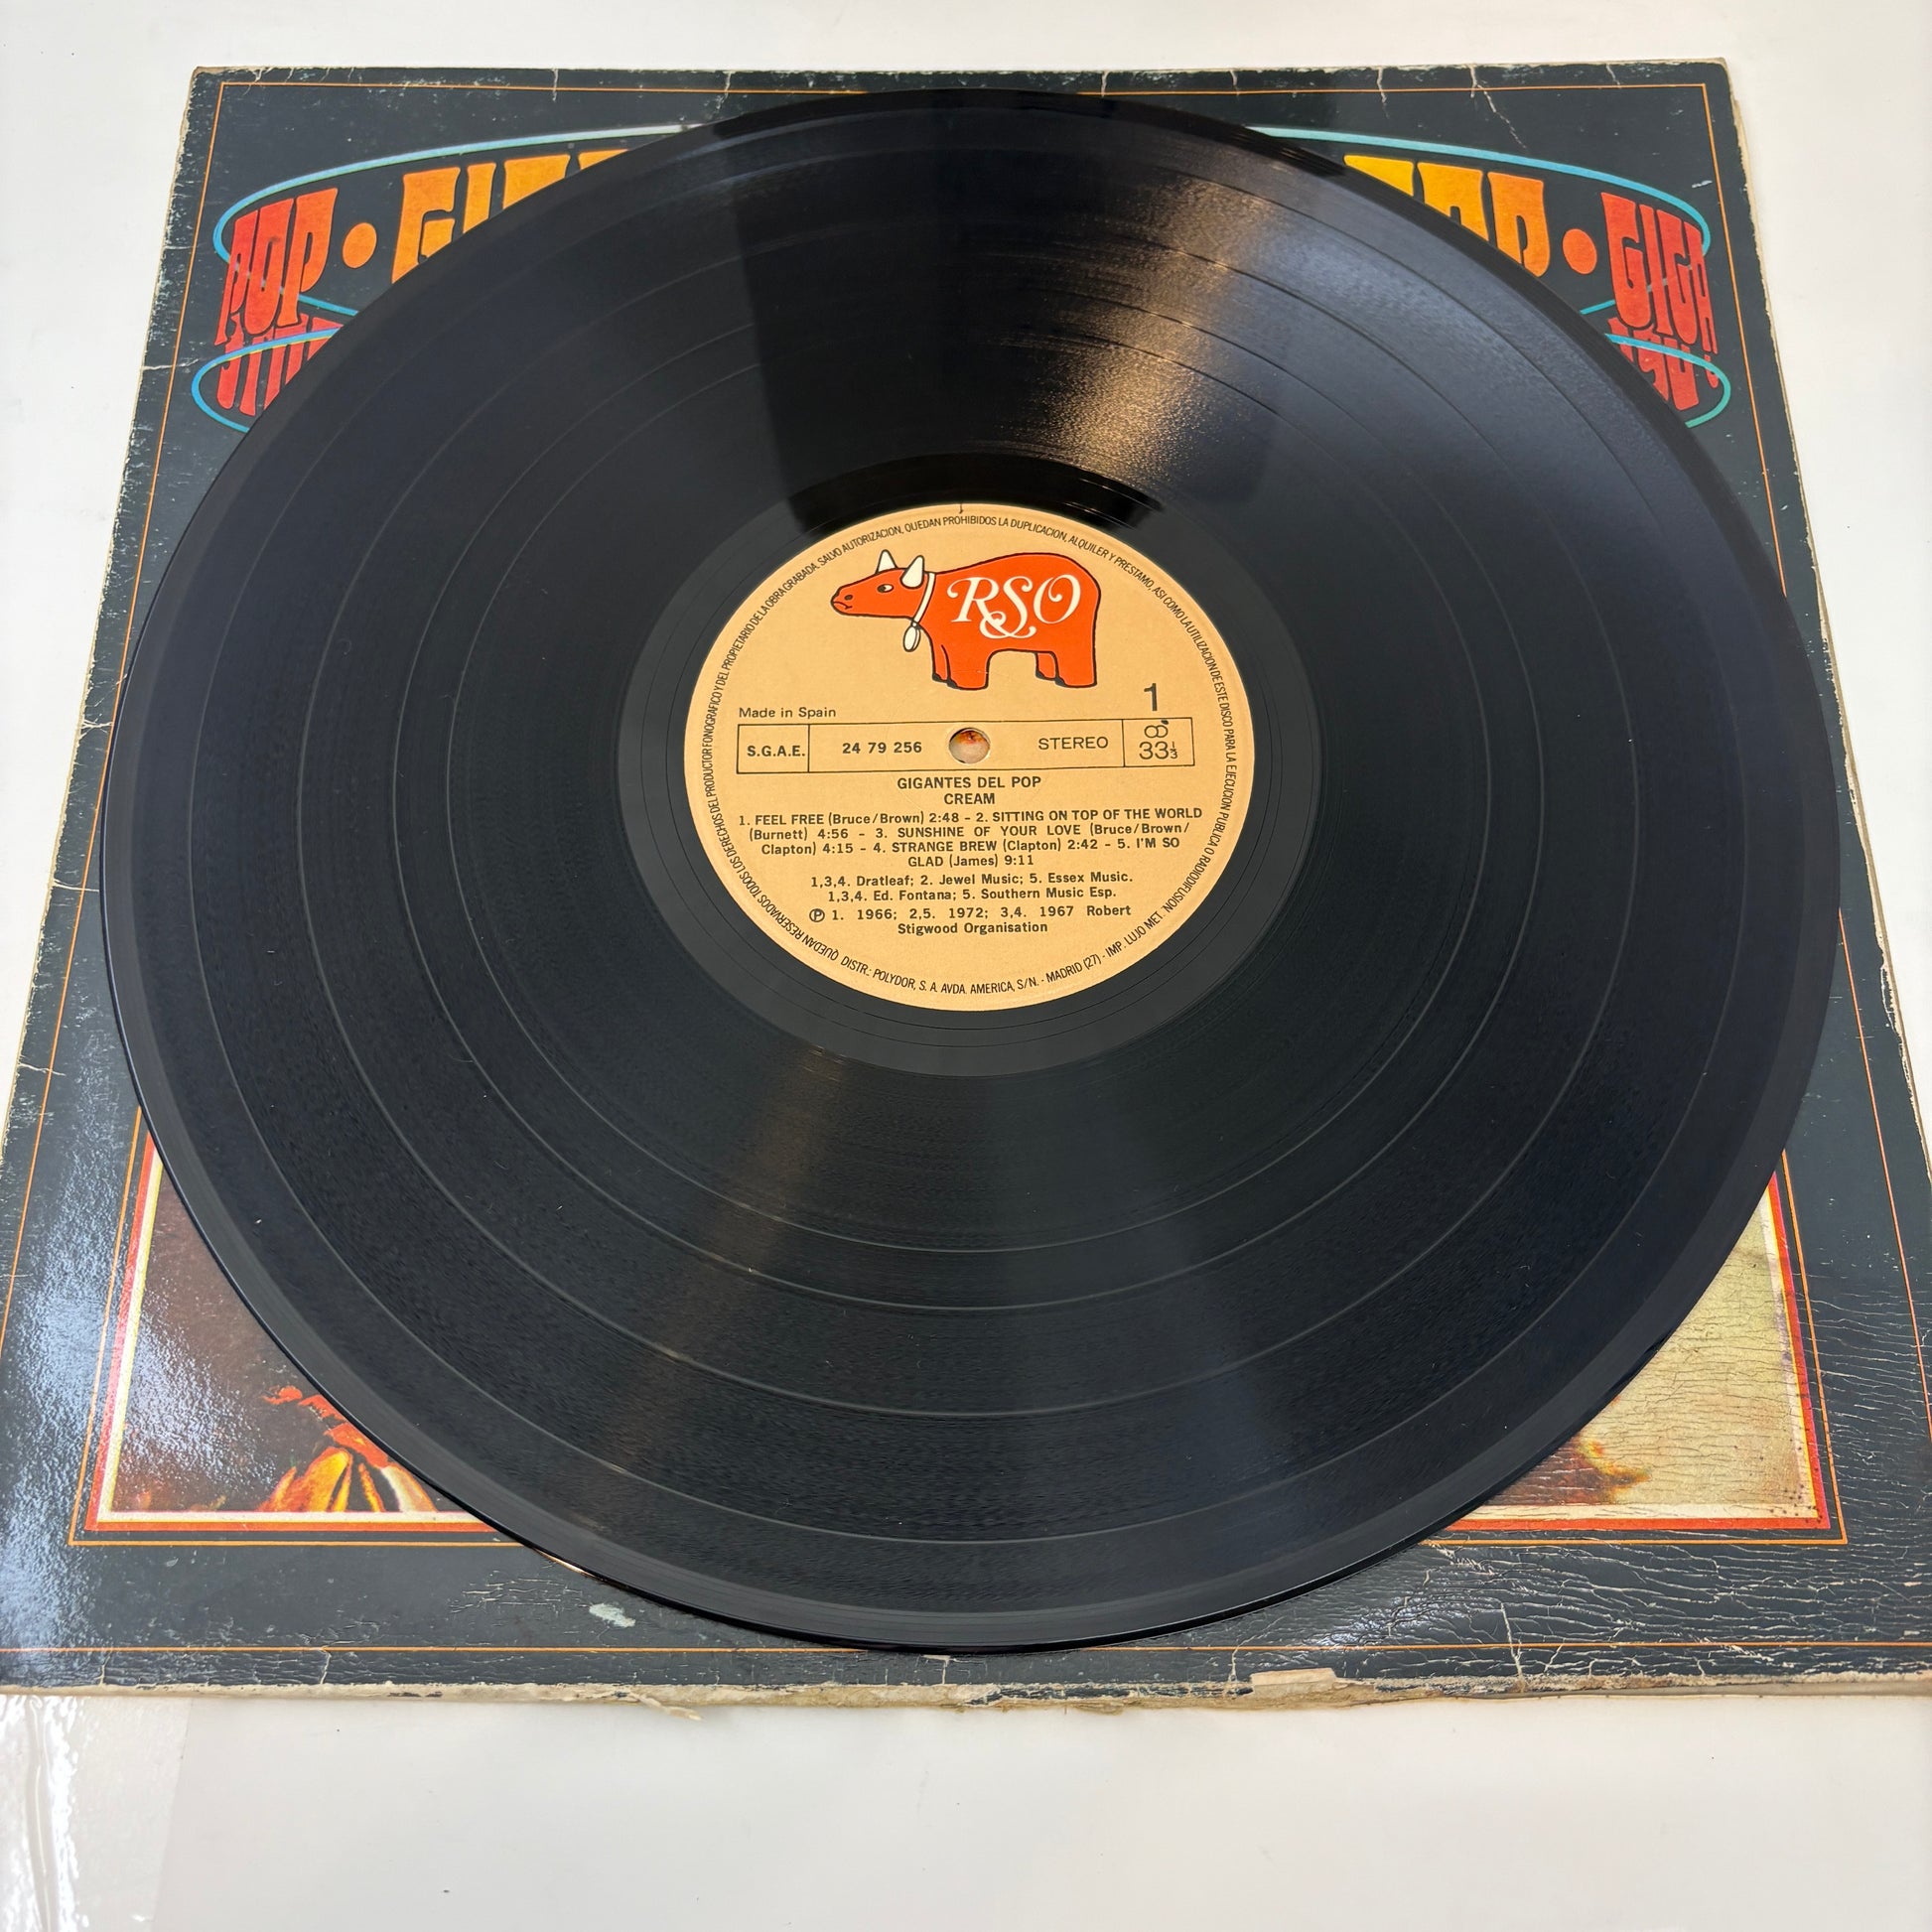 POP • GIGA
QUEDAN RESERVADOS TODOS LOS DERECHOS DEL PRODUCTOR FONOGRAFICO Y DEL PROPIETARIO DE LA OBRA GRABADA. SALVO AUTORIZACION, QUEDAN PROHIBIDOS LA DUPLICACION, ALQUILER Y PRESTAMO, ASI COMO LA UTILIZACION DE ESTE DISCO PARA LA EJECUCION PUBLICA O RADIODIFUSION
RSO
Made in Spain
1
S.G.A.E. 24 79 256 STEREO 33⅓
GIGANTES DEL POP
CREAM
1. FEEL FREE (Bruce/Brown) 2:48 - 2. SITTING ON TOP OF THE WORLD
(Burnett) 4:56 - 3. SUNSHINE OF YOUR LOVE (Bruce/Brown/
Clapton) 4:15 - 4. STRANGE BREW (Clapton) 2:42 - 5. I'M SO
GLAD (James) 9:11
1,3,4. Dratleaf; 2. Jewel Music; 5. Essex Music.
1,3,4. Ed. Fontana; 5. Southern Music Esp.
℗ 1. 1966; 2,5. 1972; 3,4. 1967 Robert
Stigwood Organisation
DISTR.: POLYDOR, S. A. AVDA. AMERICA, S/N. - MADRID (27) - IMP. LUJO MET.